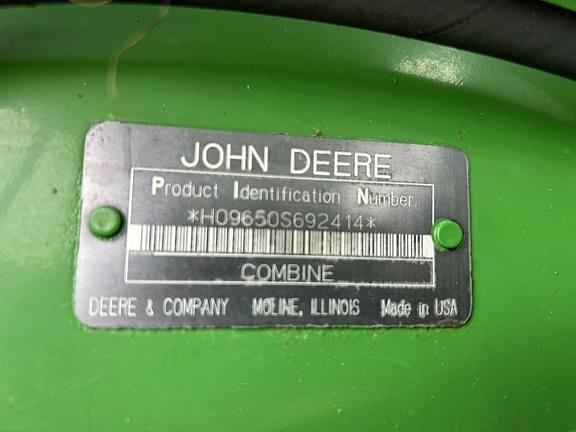 JOHN DEERE
Product Identification Number
*H09650S692414*
COMBINE
DEERE & COMPANY MOLINE, ILLINOIS Made in USA